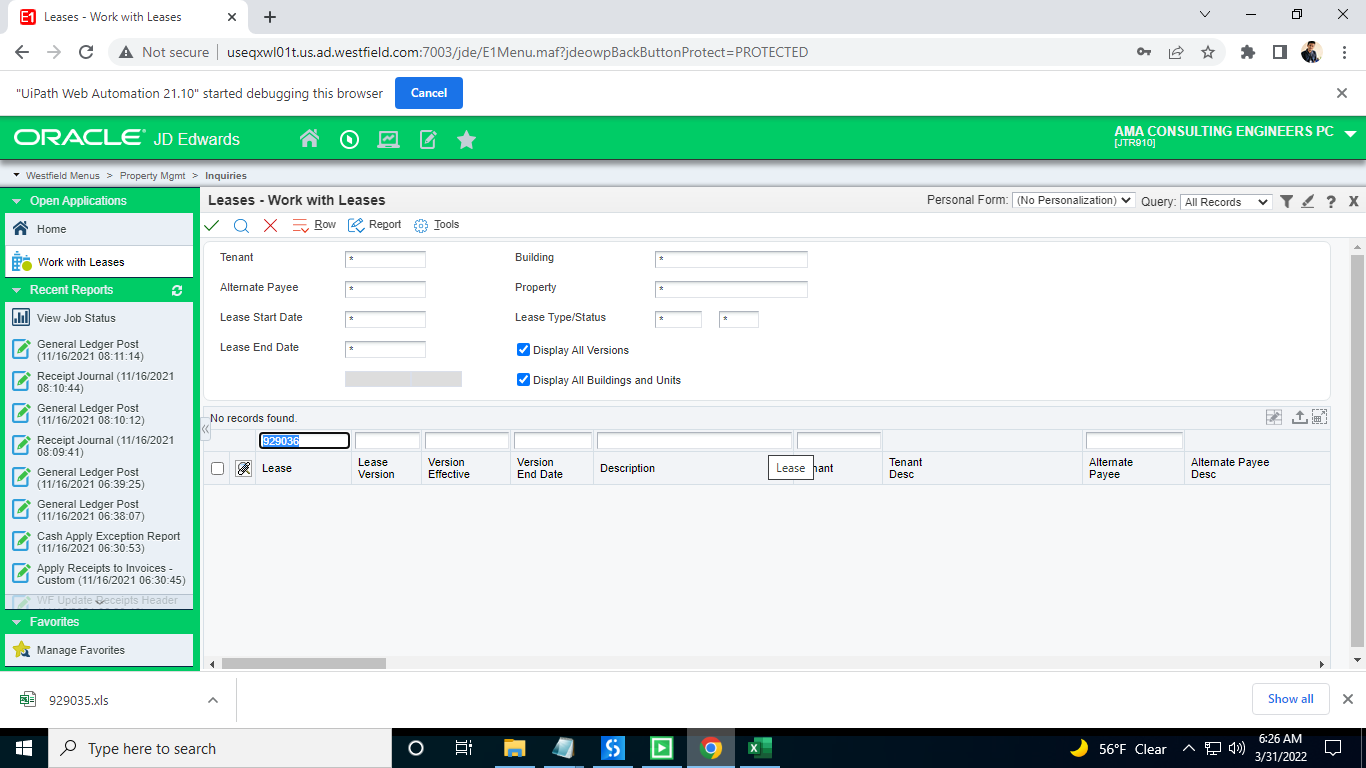 Leases - Work with Leases
Not secure
useqxwl01t.us.ad.westfield.com:7003/jde/E1Menu.maf?jdeowpBackButtonProtect=PROTECTED
"UiPath Web Automation 21.10" started debugging this browser
Cancel
ORACLE JD Edwards
AMA CONSULTING ENGINEERS PC
[JTR910]
Westfield Menus > Property Mgmt > Inquiries
Open Applications
Home
Work with Leases
Recent Reports
View Job Status
General Ledger Post
(11/16/2021 08:11:14)
Receipt Journal (11/16/2021
08:10:44)
General Ledger Post
(11/16/2021 08:10:12)
Receipt Journal (11/16/2021
08:09:41)
General Ledger Post
(11/16/2021 06:39:25)
General Ledger Post
(11/16/2021 06:38:07)
Cash Apply Exception Report
(11/16/2021 06:30:53)
Apply Receipts to Invoices -
Custom (11/16/2021 06:30:45)
WF Update Receipts Header
Favorites
Manage Favorites
Leases - Work with Leases
Personal Form: (No Personalization) Query: All Records
Row Report Tools
Tenant *
Building *
Alternate Payee *
Property *
Lease Start Date *
Lease Type/Status * *
Lease End Date *
Display All Versions
Display All Buildings and Units
No records found.
929036
Lease
Lease
Version
Version
Effective
Version
End Date
Description
Lease
nant
Tenant
Desc
Alternate
Payee
Alternate Payee
Desc
929035.xls
Show all
Type here to search
56°F Clear
6:26 AM
3/31/2022